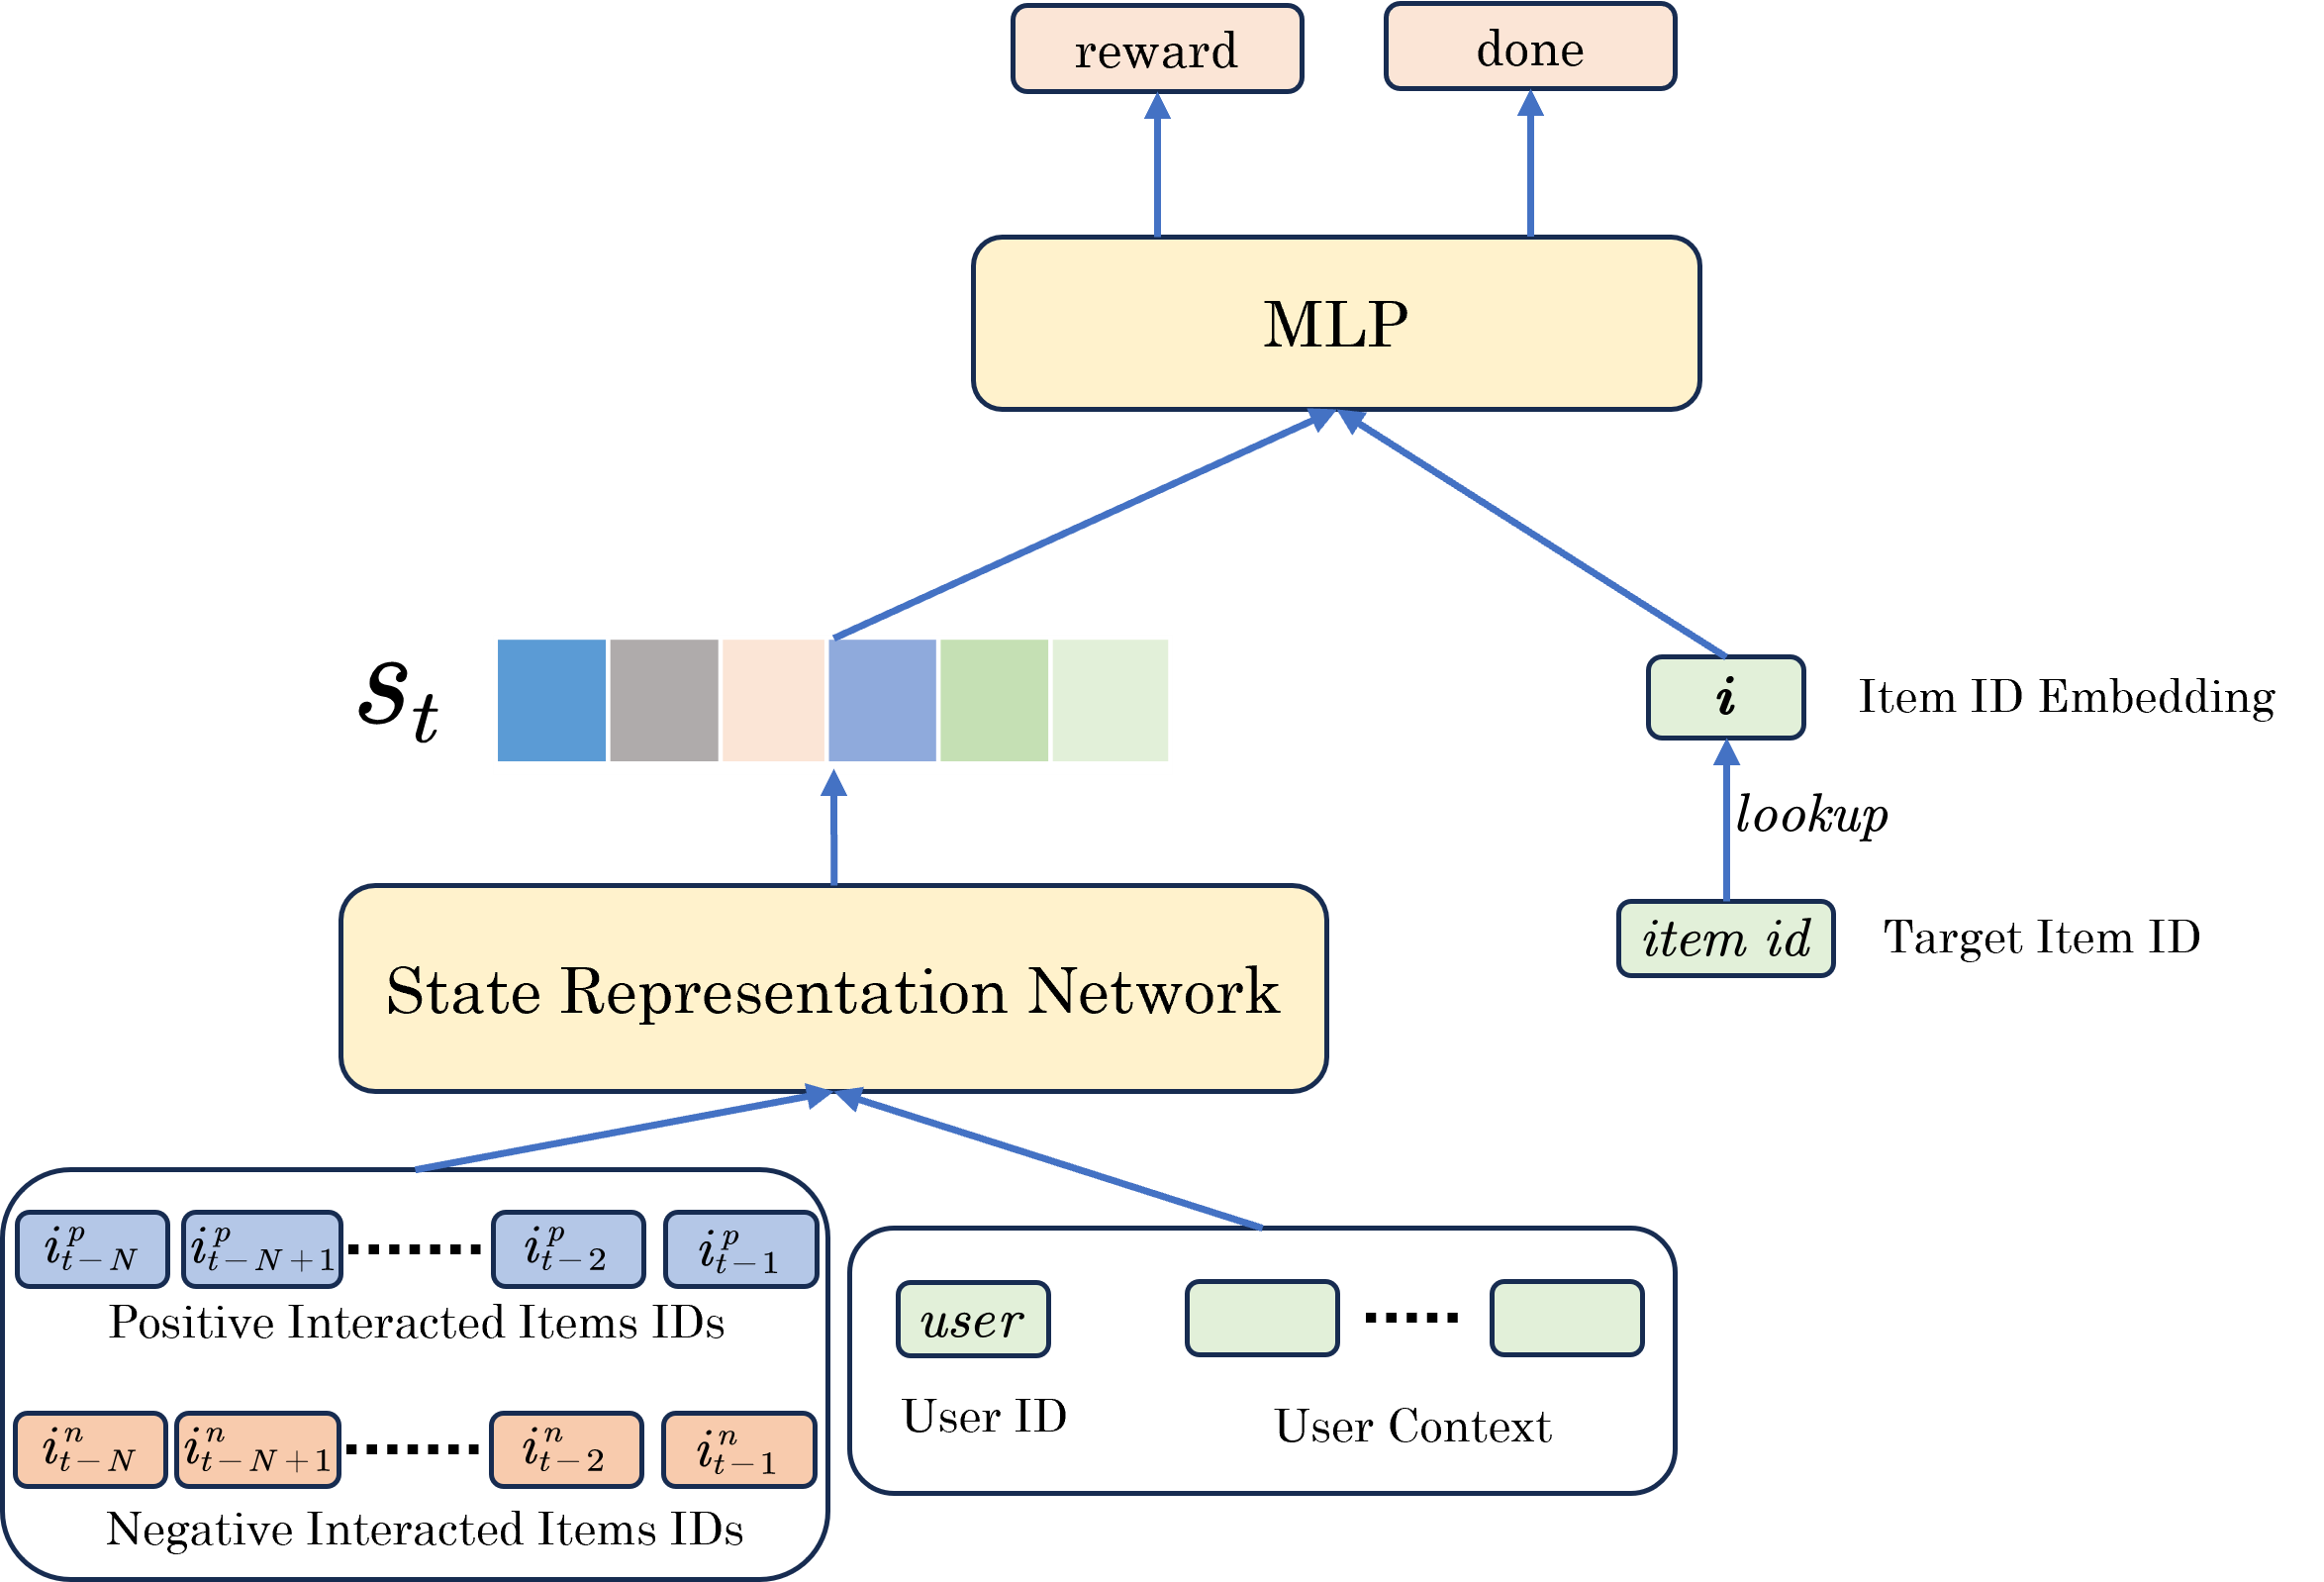 reward
done
MLP
s_t
i
Item ID Embedding
lookup
item id
Target Item ID
State Representation Network
i^p_{t-N} i^p_{t-N+1} i^p_{t-2} i^p_{t-1}
Positive Interacted Items IDs
user
User ID
User Context
i^n_{t-N} i^n_{t-N+1} i^n_{t-2} i^n_{t-1}
Negative Interacted Items IDs